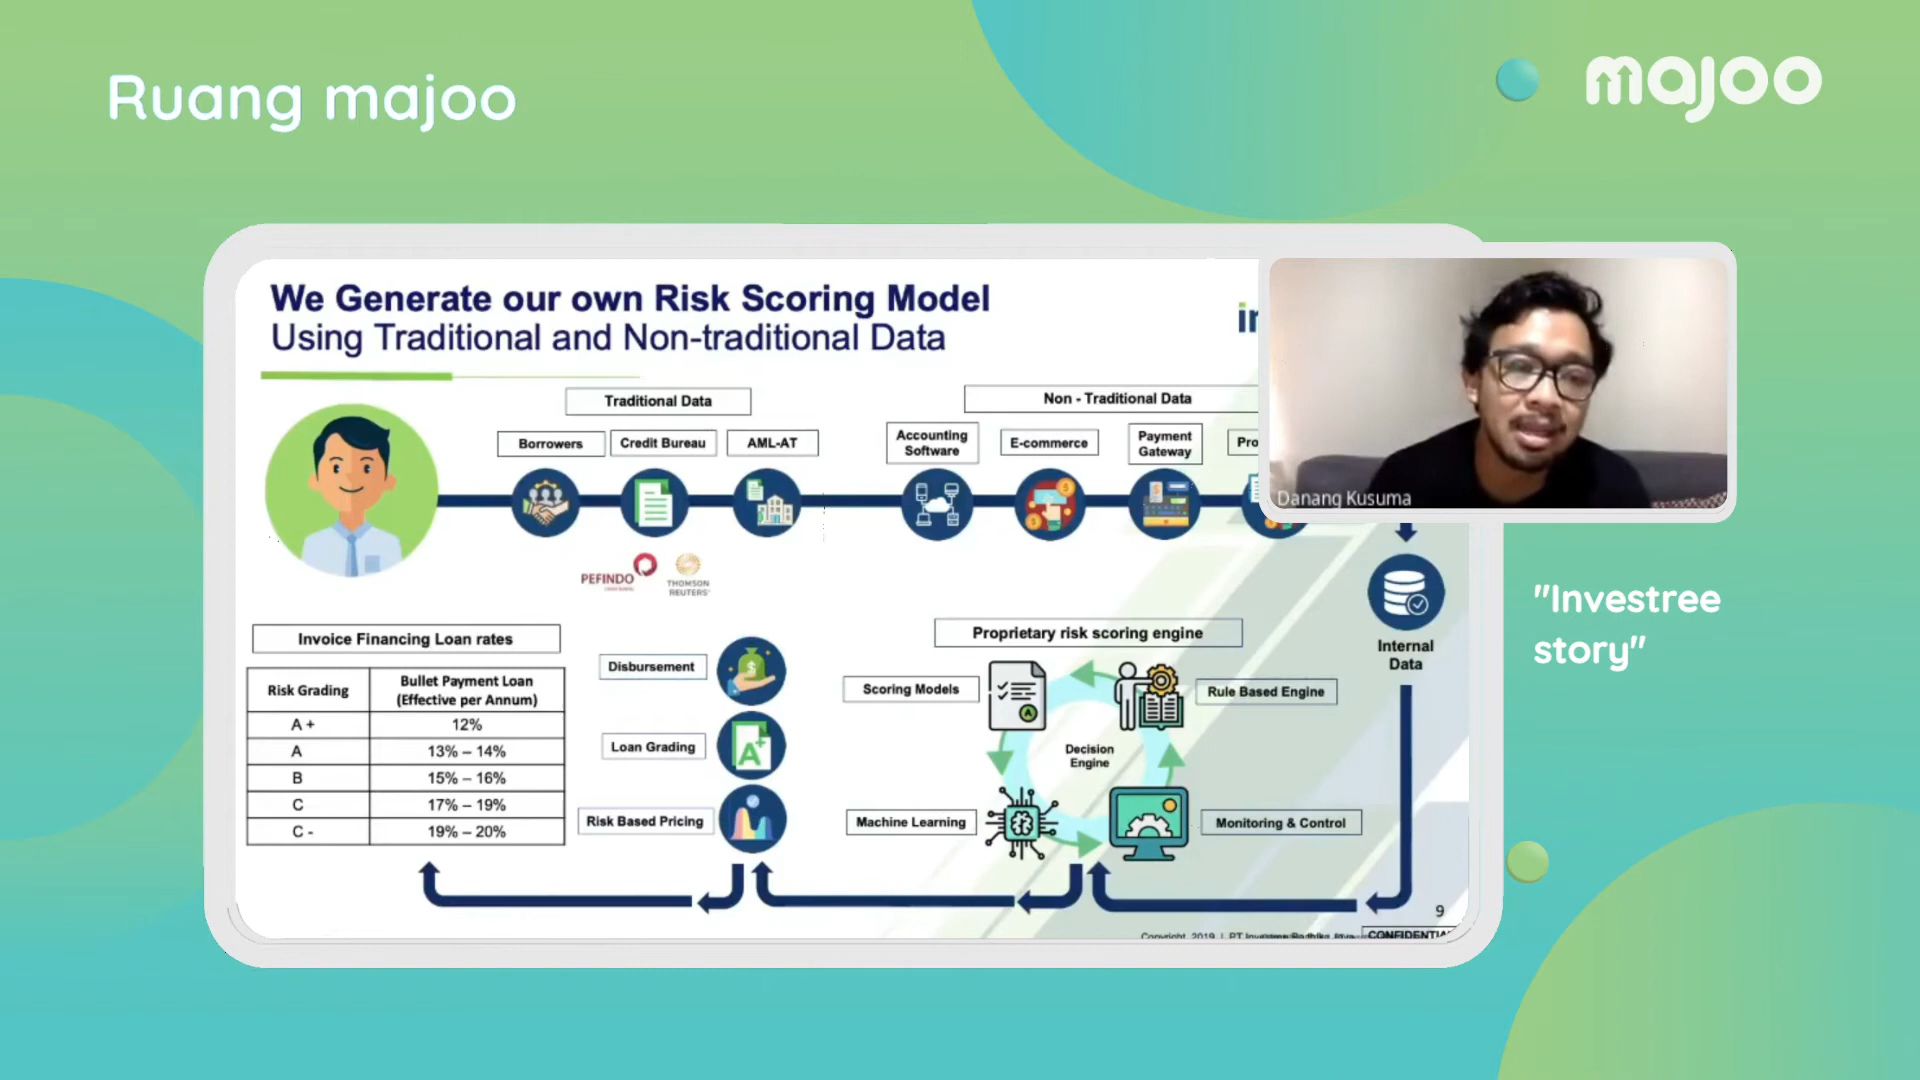 Ruang majoo
majoo
We Generate our own Risk Scoring Model
Using Traditional and Non-traditional Data
Traditional Data
Non - Traditional Data
Borrowers
Credit Bureau
AML-AT
Accounting
Software
E-commerce
Payment
Gateway
Danang Kusuma
PEFINDO
THOMSON
REUTERS
"Investree
story"
Internal
Data
Invoice Financing Loan rates
Risk Grading
Bullet Payment Loan
(Effective per Annum)
A + 12%
A 13% – 14%
B 15% – 16%
C 17% – 19%
C - 19% – 20%
Disbursement
Loan Grading
A+
Risk Based Pricing
Proprietary risk scoring engine
Scoring Models
A
Rule Based Engine
Decision
Engine
Machine Learning
Monitoring & Control
9
Copyright 2019 | PT Investree